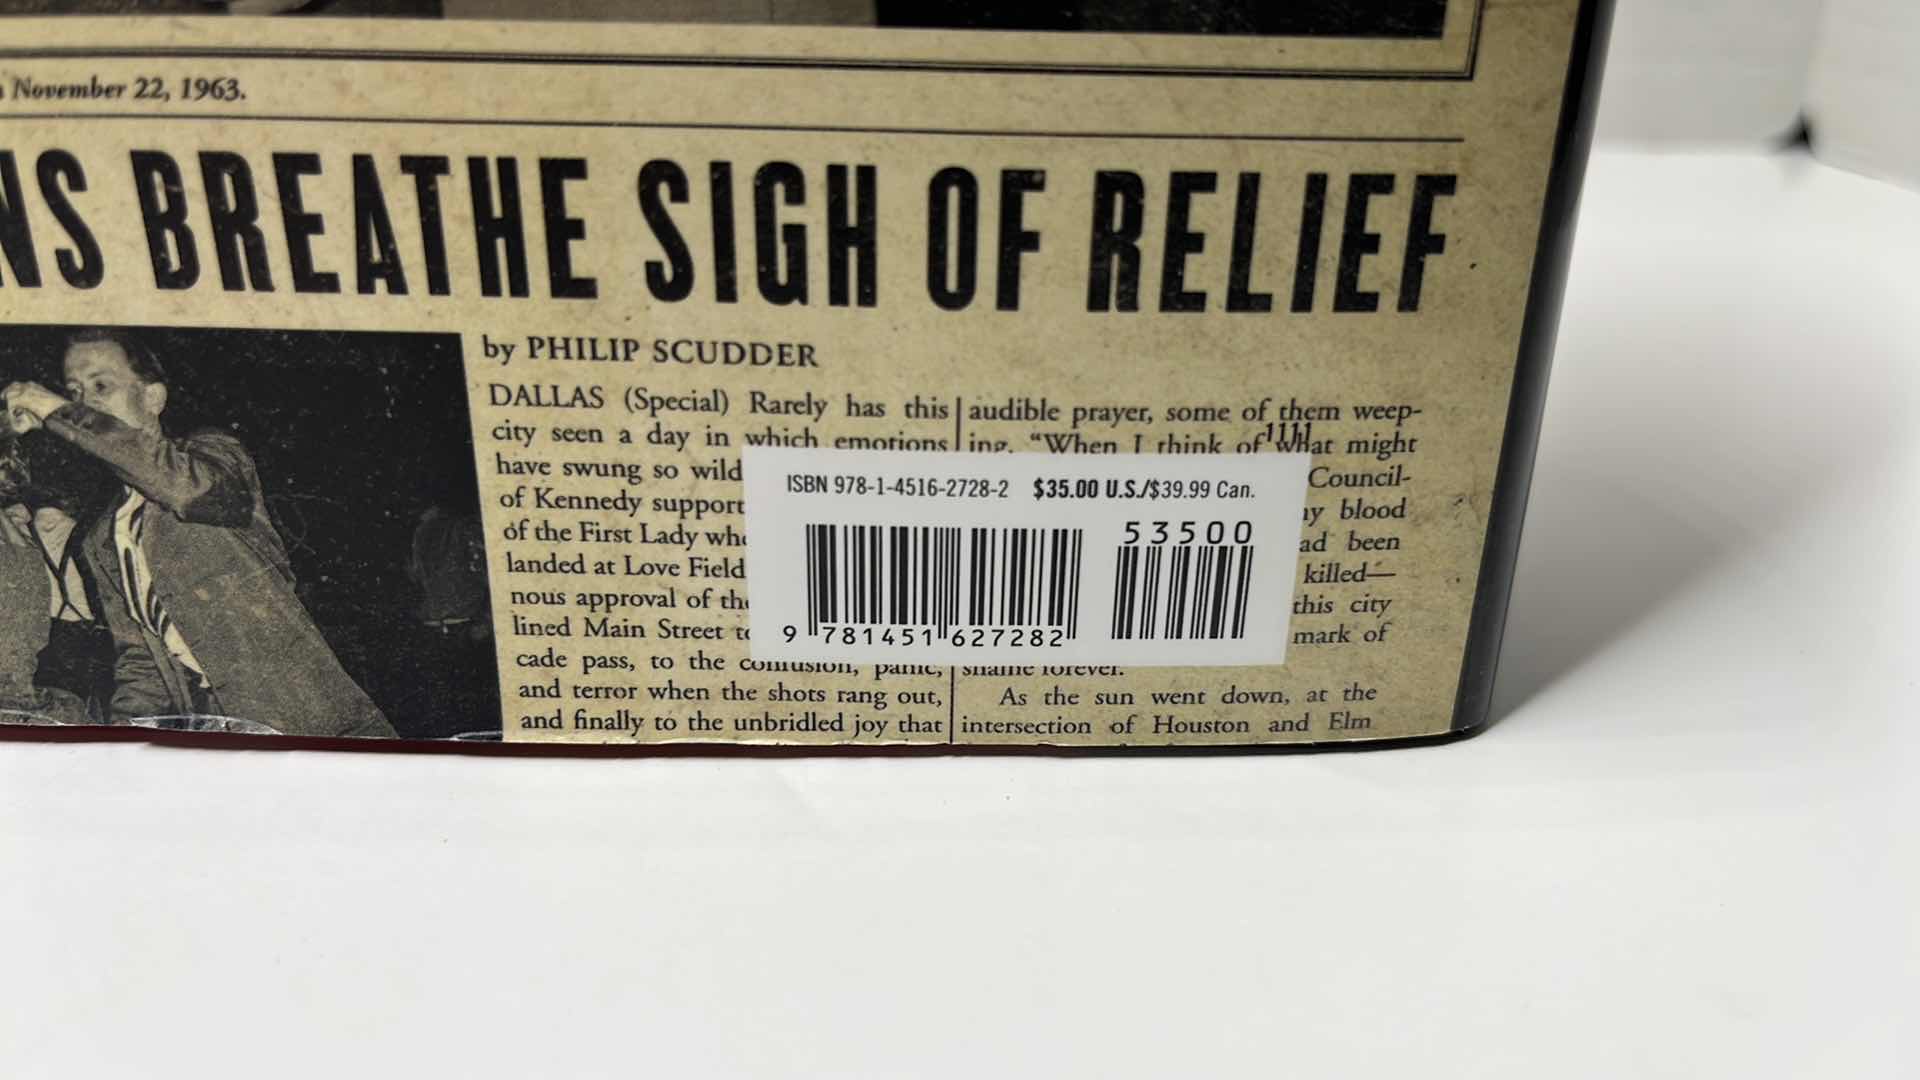 November 22, 1963.
NS BREATHE SIGH OF RELIEF
by PHILIP SCUDDER
DALLAS (Special) Rarely has this
city seen a day in which emotions
have swung so wild
of Kennedy support
of the First Lady who
landed at Love Field
nous approval of the
lined Main Street to
cade pass, to the confusion, panic,
and terror when the shots rang out,
and finally to the unbridled joy that
audible prayer, some of them weep-
ing. “When I think of what might
1111
Council-
my blood
ad been
killed—
this city
mark of
shame forever.
As the sun went down, at the
intersection of Houston and Elm
ISBN 978-1-4516-2728-2 $35.00 U.S./$39.99 Can.
53500
9 781451 627282